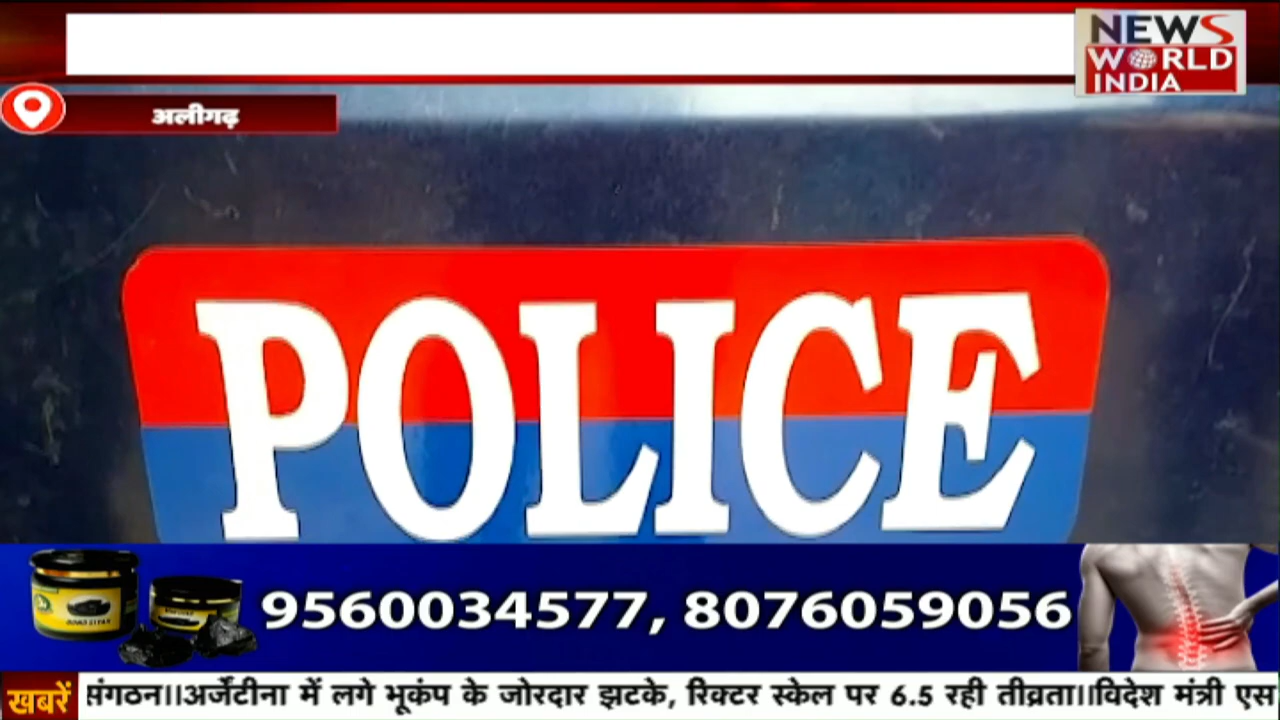 NEWS
WORLD
INDIA
अलीगढ़
POLICE
9560034577, 8076059056
खबरें
संगठन।।अर्जेंटीना में लगे भूकंप के जोरदार झटके, रिक्टर स्केल पर 6.5 रही तीव्रता।।विदेश मंत्री एस